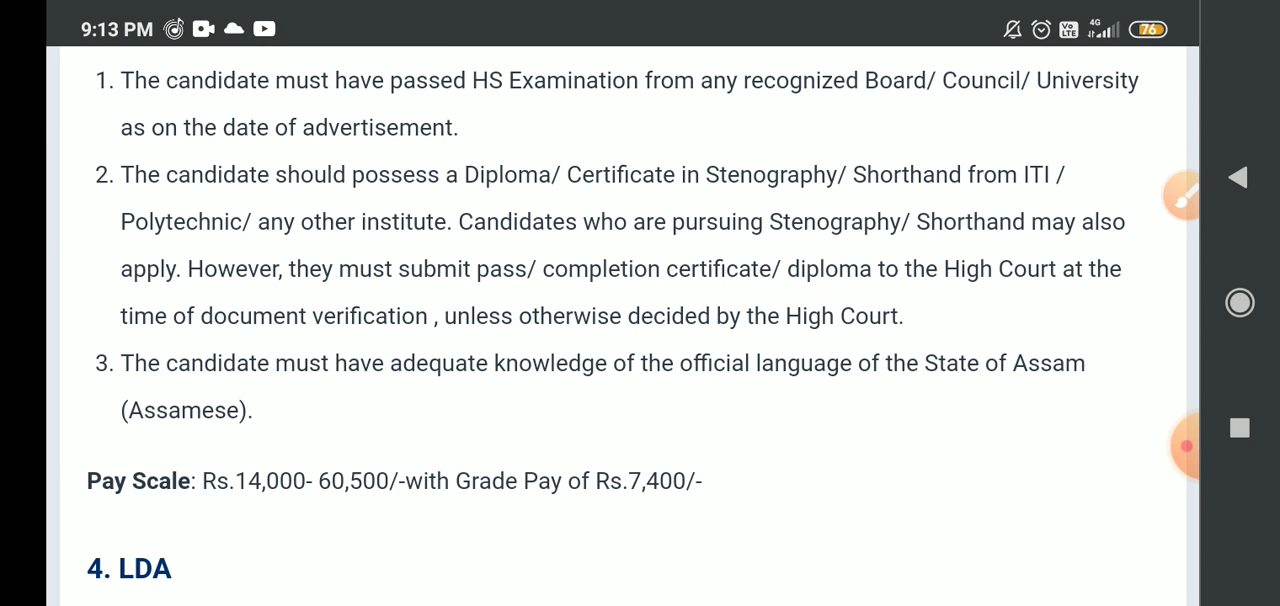 9:13 PM
Vo
LTE
4G
76
1. The candidate must have passed HS Examination from any recognized Board/ Council/ University
as on the date of advertisement.
2. The candidate should possess a Diploma/ Certificate in Stenography/ Shorthand from ITI /
Polytechnic/ any other institute. Candidates who are pursuing Stenography/ Shorthand may also
apply. However, they must submit pass/ completion certificate/ diploma to the High Court at the
time of document verification , unless otherwise decided by the High Court.
3. The candidate must have adequate knowledge of the official language of the State of Assam
(Assamese).
Pay Scale: Rs.14,000- 60,500/-with Grade Pay of Rs.7,400/-
4. LDA